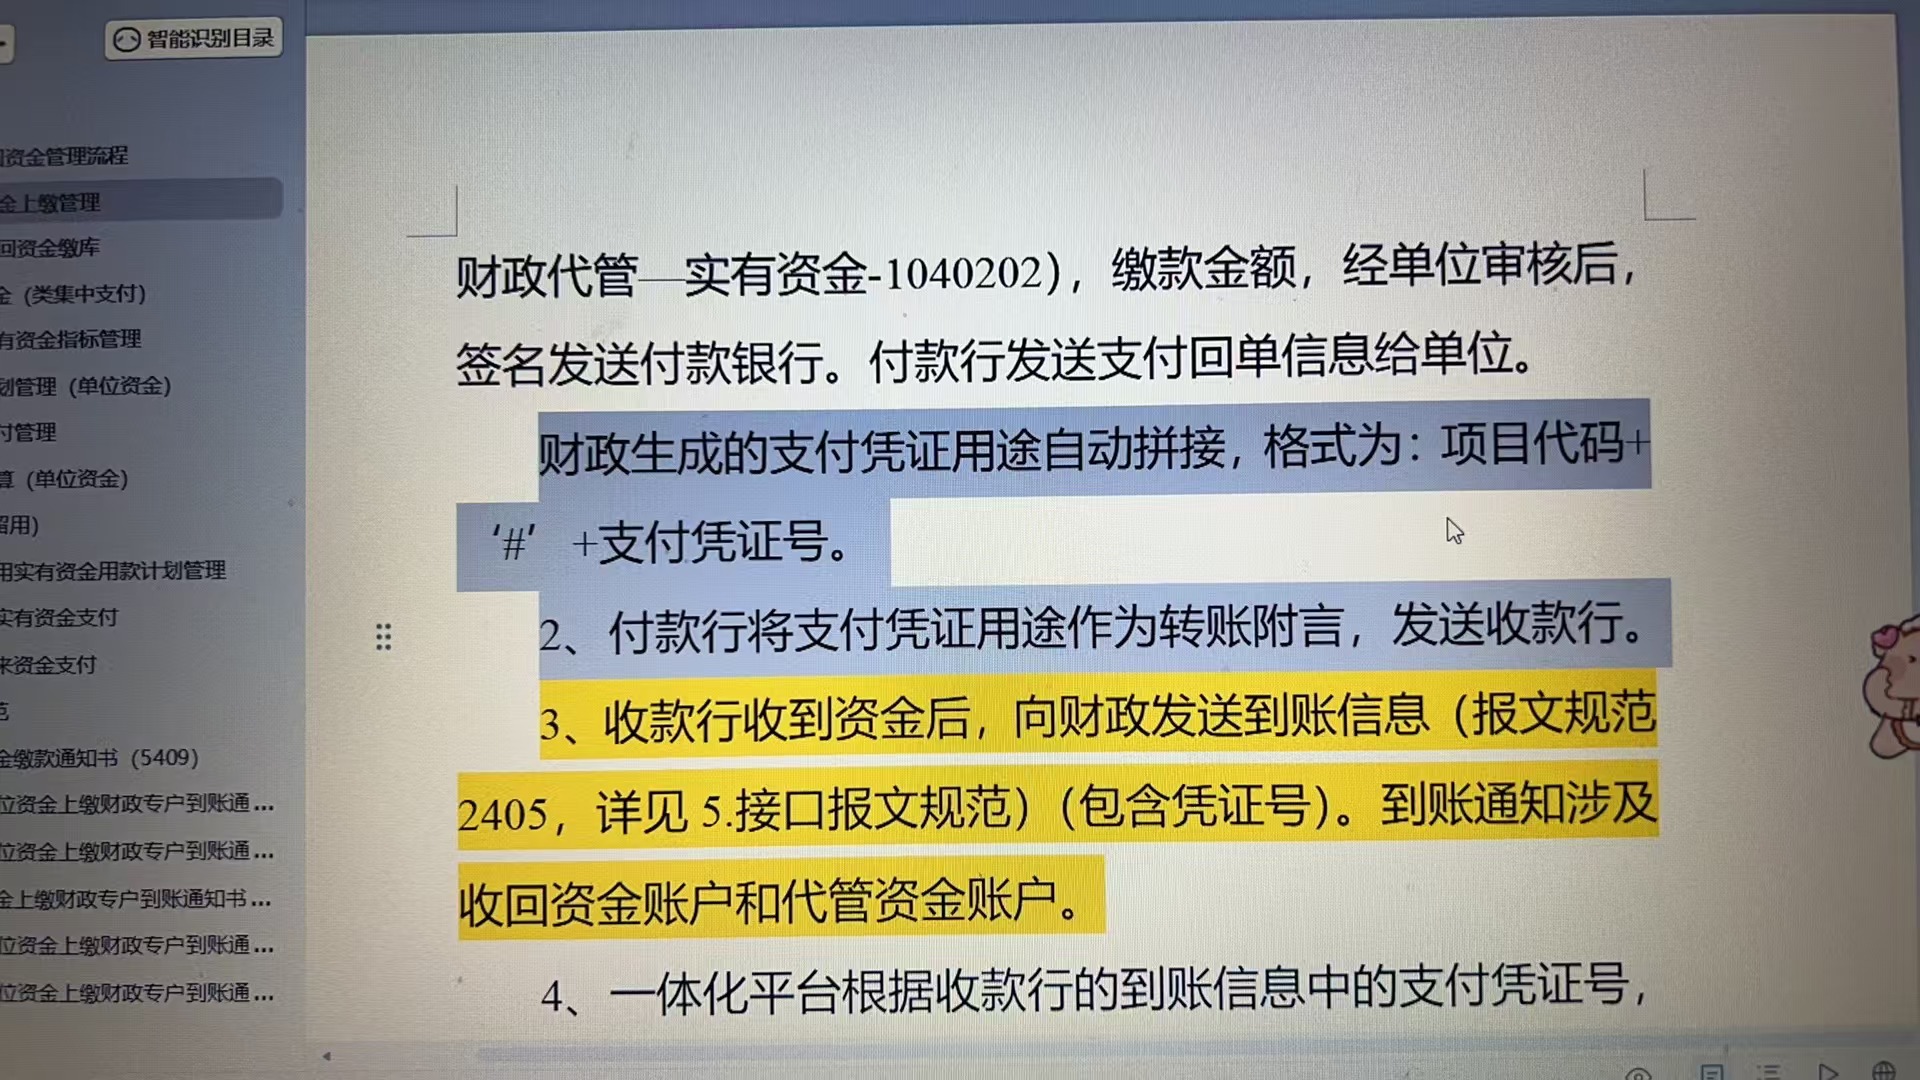 智能识别目录
资金管理流程
金上缴管理
回资金缴库
金（类集中支付）
有资金指标管理
划管理（单位资金）
付管理
算（单位资金）
留用）
用实有资金用款计划管理
实有资金支付
来资金支付
范
金缴款通知书（5409）
位资金上缴财政专户到账通...
位资金上缴财政专户到账通...
金上缴财政专户到账通知书...
位资金上缴财政专户到账通...
位资金上缴财政专户到账通...
财政代管—实有资金-1040202），缴款金额，经单位审核后，
签名发送付款银行。付款行发送支付回单信息给单位。
财政生成的支付凭证用途自动拼接，格式为：项目代码+
‘#’ +支付凭证号。
2、付款行将支付凭证用途作为转账附言，发送收款行。
3、收款行收到资金后，向财政发送到账信息（报文规范
2405，详见 5.接口报文规范）（包含凭证号）。到账通知涉及
收回资金账户和代管资金账户。
4、一体化平台根据收款行的到账信息中的支付凭证号，